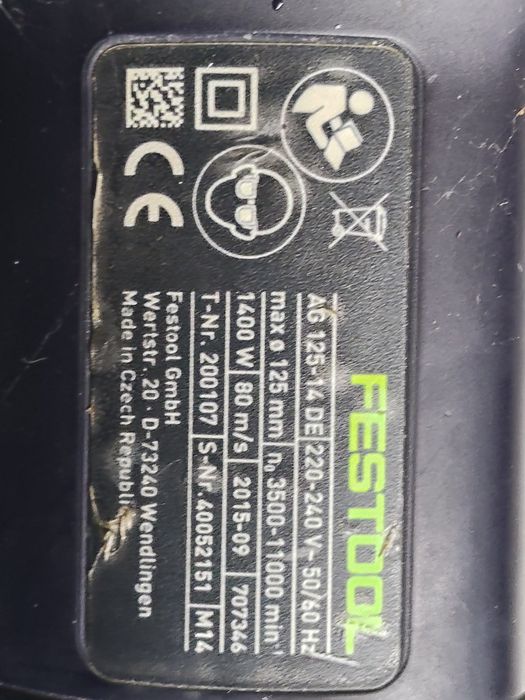 FESTOOL
AG 125-14 DE 220-240 V~ 50/60 Hz
max ø 125 mm n₀ 3500-11000 min⁻¹
1400 W 80 m/s 2015-09 707346
T-Nr. 200107 S-Nr. 40052151 M14
Festool GmbH
Wertstr. 20 · D-73240 Wendlingen
Made in Czech Republi
CE